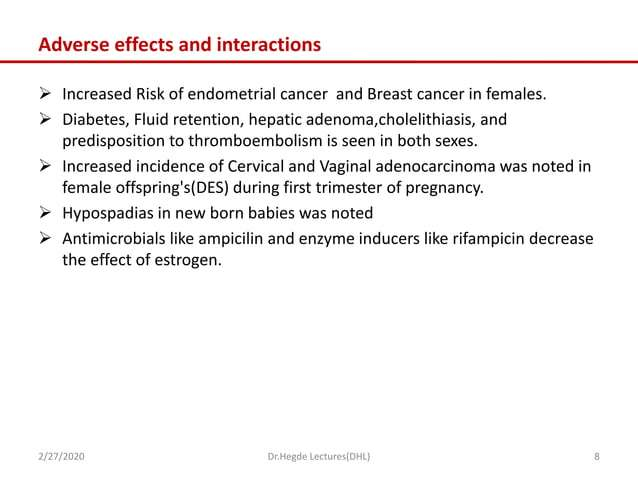 Adverse effects and interactions
➢ Increased Risk of endometrial cancer and Breast cancer in females.
➢ Diabetes, Fluid retention, hepatic adenoma,cholelithiasis, and
predisposition to thromboembolism is seen in both sexes.
➢ Increased incidence of Cervical and Vaginal adenocarcinoma was noted in
female offspring's(DES) during first trimester of pregnancy.
➢ Hypospadias in new born babies was noted
➢ Antimicrobials like ampicilin and enzyme inducers like rifampicin decrease
the effect of estrogen.
2/27/2020
Dr.Hegde Lectures(DHL)
8